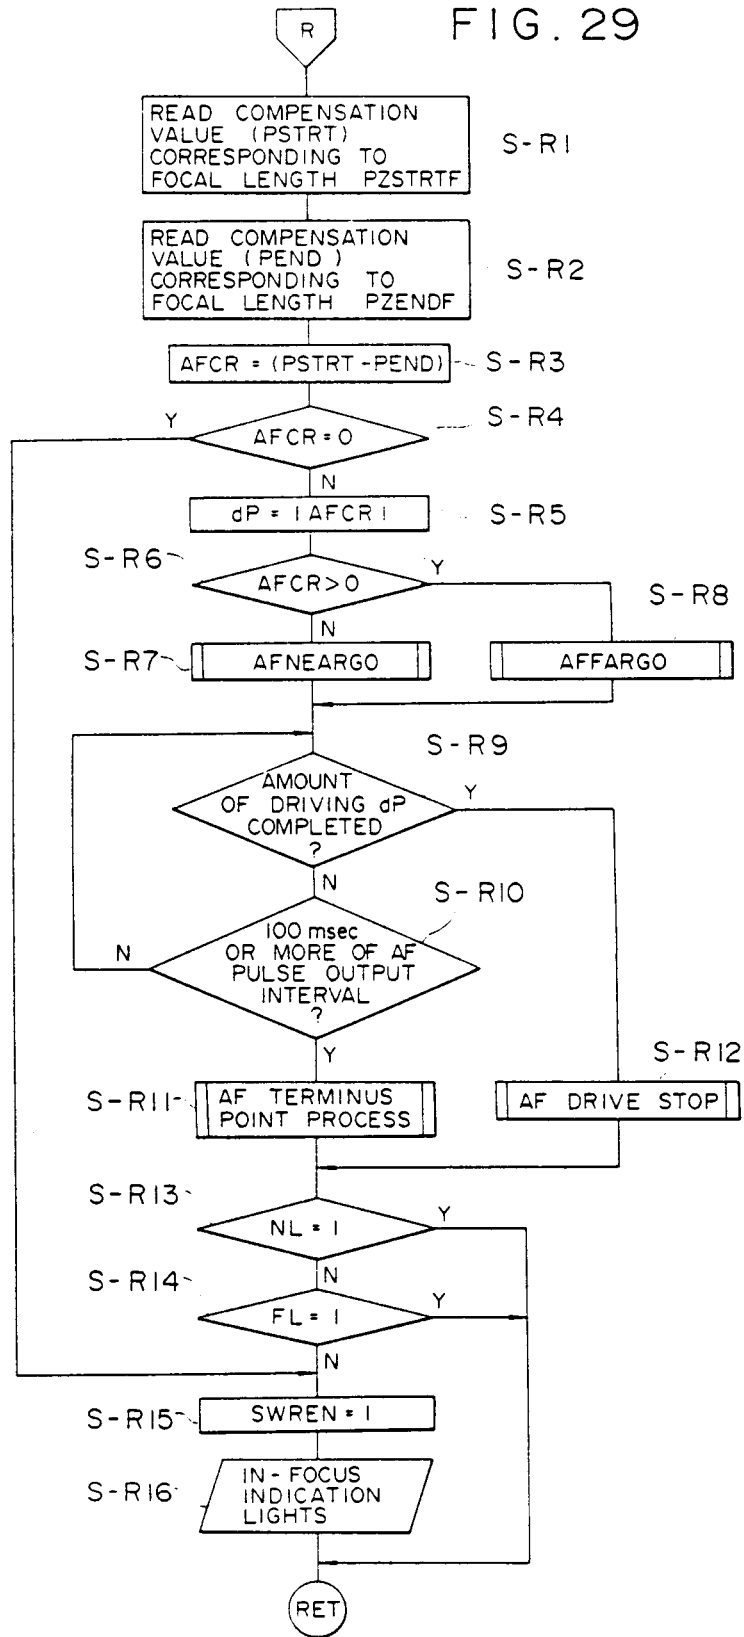 R
FIG. 29
READ COMPENSATION
VALUE (PSTRT)
CORRESPONDING TO
FOCAL LENGTH PZSTRTF
S-R1
READ COMPENSATION
VALUE (PEND)
CORRESPONDING TO
FOCAL LENGTH PZENDF
S-R2
AFCR = (PSTRT-PEND)
S-R3
S-R4
Y
AFCR = 0
N
dP = |AFCR|
S-R5
S-R6
AFCR > 0
Y
N
S-R8
S-R7
AFNEARGO
AFFARGO
S-R9
AMOUNT
OF DRIVING dP
COMPLETED
?
Y
N
S-R10
100 msec
OR MORE OF AF
PULSE OUTPUT
INTERVAL
?
N
Y
S-R12
S-R11
AF TERMINUS
POINT PROCESS
AF DRIVE STOP
S-R13
NL = 1
Y
N
S-R14
FL = 1
Y
N
S-R15
SWREN = 1
S-R16
IN-FOCUS
INDICATION
LIGHTS
RET